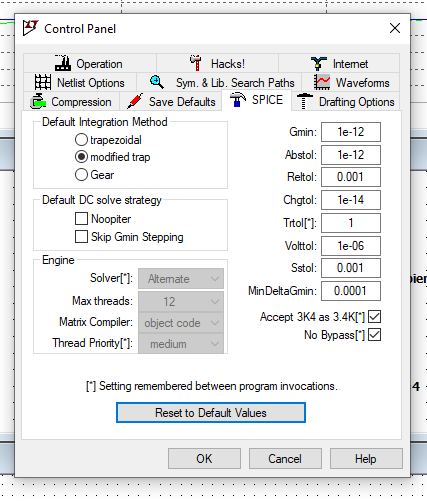 Control Panel
Operation
Hacks!
Internet
Netlist Options
Sym. & Lib. Search Paths
Waveforms
Compression
Save Defaults
SPICE
Drafting Options
Default Integration Method
trapezoidal
modified trap
Gear
Default DC solve strategy
Noopiter
Skip Gmin Stepping
Engine
Solver[*]: Alternate
Max threads: 12
Matrix Compiler: object code
Thread Priority[*]: medium
Gmin: 1e-12
Abstol: 1e-12
Reltol: 0.001
Chgtol: 1e-14
Trtol[*]: 1
Volttol: 1e-06
Sstol: 0.001
MinDeltaGmin: 0.0001
Accept 3K4 as 3.4K[*]
No Bypass[*]
[*] Setting remembered between program invocations.
Reset to Default Values
OK
Cancel
Help